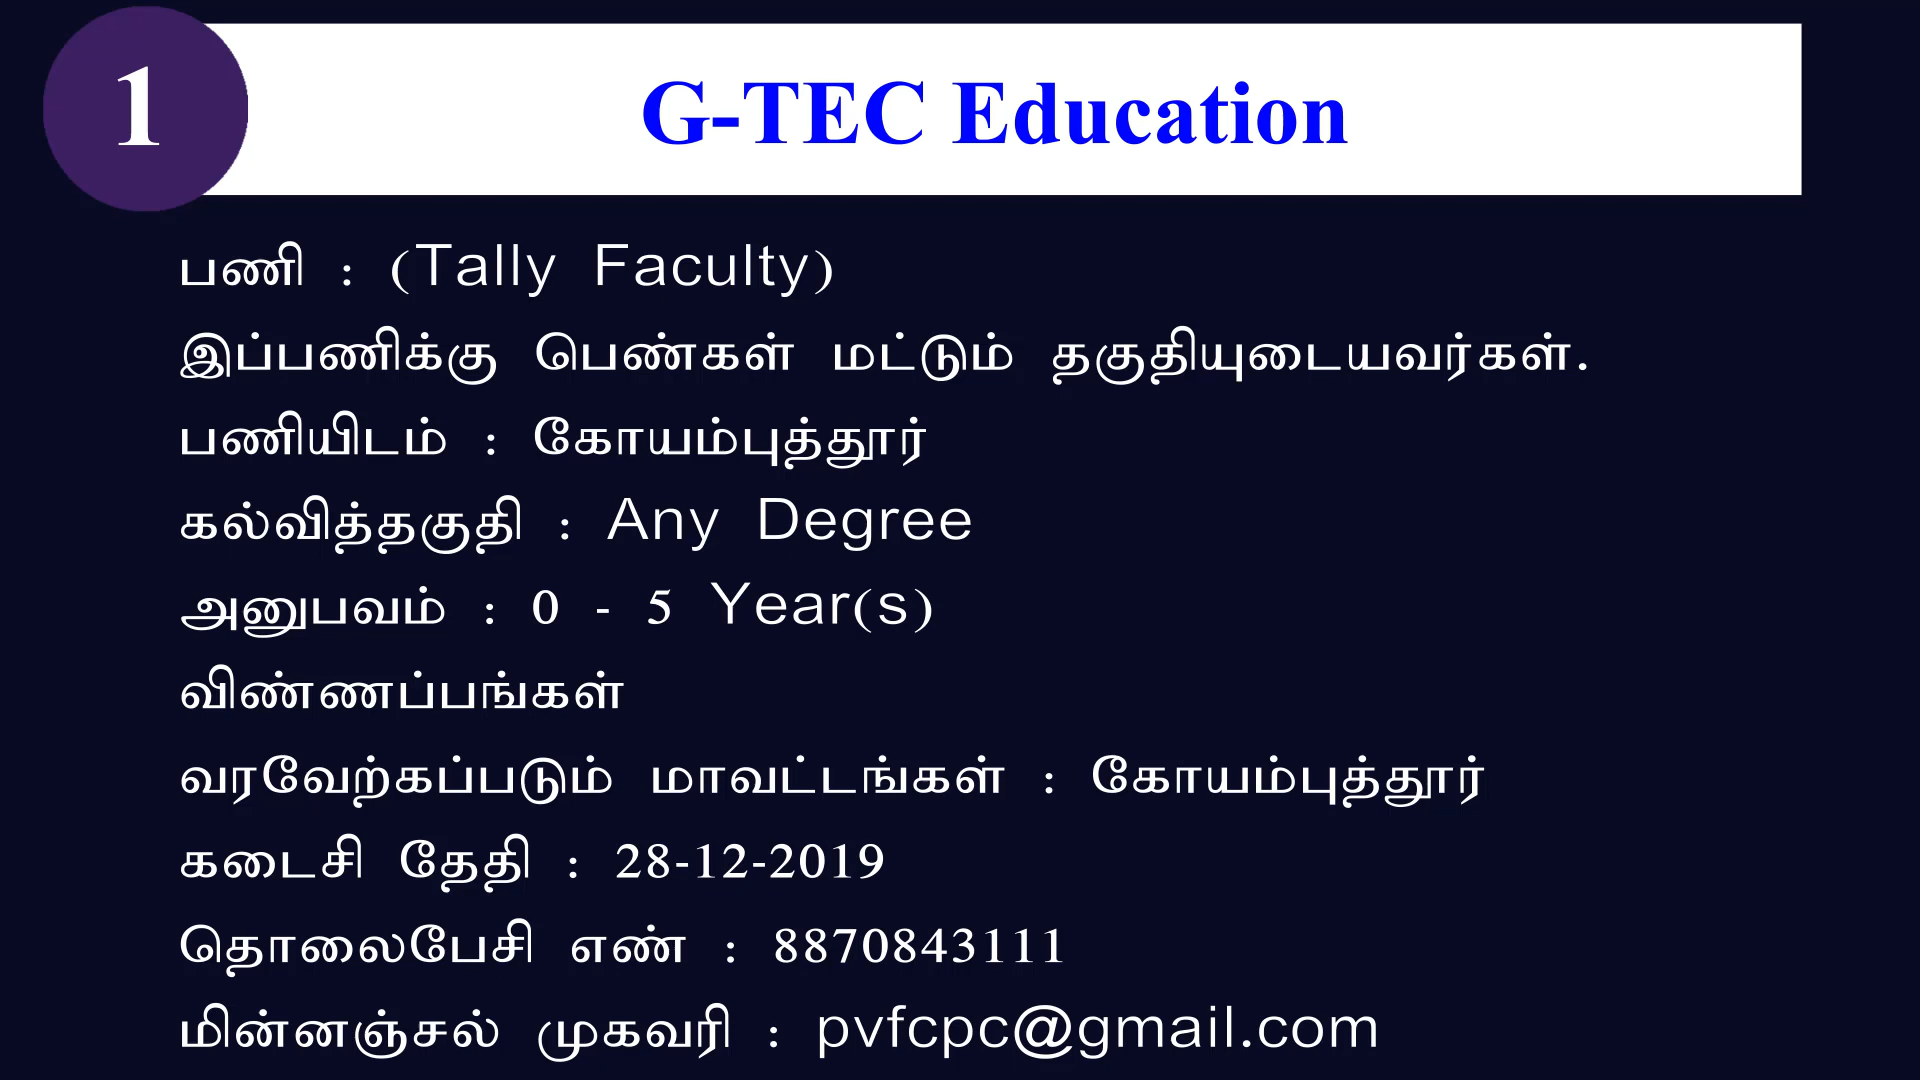 1
G-TEC Education
பணி : (Tally Faculty)
இப்பணிக்கு பெண்கள் மட்டும் தகுதியுடையவர்கள்.
பணியிடம் : கோயம்புத்தூர்
கல்வித்தகுதி : Any Degree
அனுபவம் : 0 - 5 Year(s)
விண்ணப்பங்கள்
வரவேற்கப்படும் மாவட்டங்கள் : கோயம்புத்தூர்
கடைசி தேதி : 28-12-2019
தொலைபேசி எண் : 8870843111
மின்னஞ்சல் முகவரி : pvfcpc@gmail.com